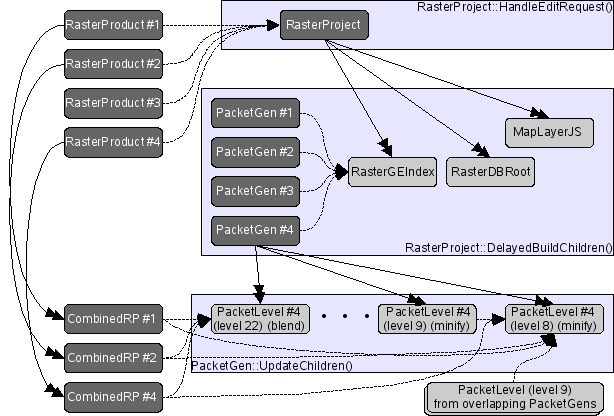 RasterProject::HandleEditRequest()
RasterProduct #1
RasterProject
RasterProduct #2
RasterProduct #3
RasterProduct #4
PacketGen #1
MapLayerJS
PacketGen #2
RasterGEIndex
RasterDBRoot
PacketGen #3
PacketGen #4
RasterProject::DelayedBuildChildren()
CombinedRP #1
PacketLevel #4
(level 22) (blend)
PacketLevel #4
(level 9) (minify)
PacketLevel #4
(level 8) (minify)
CombinedRP #2
PacketGen::UpdateChildren()
CombinedRP #4
PacketLevel (level 9)
from overlapping PacketGens